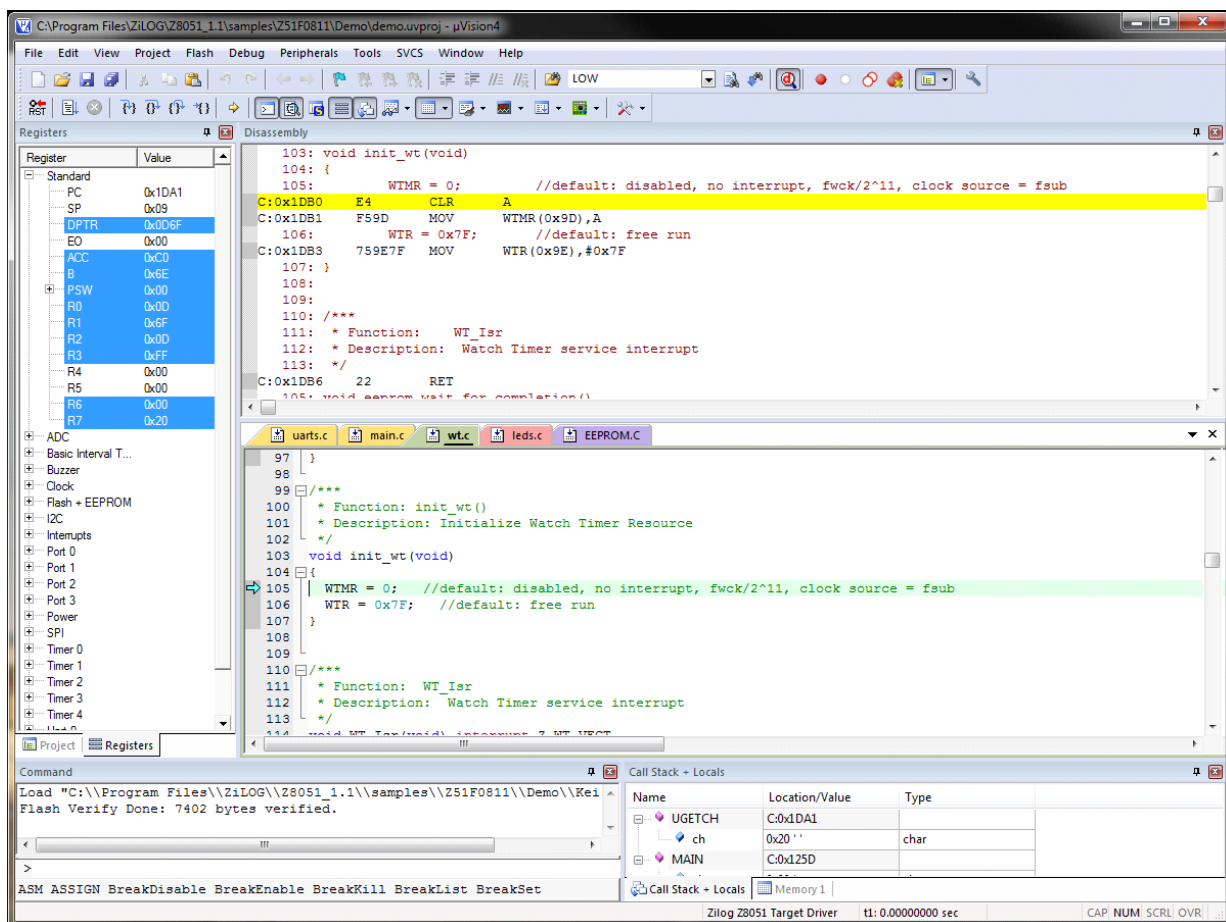 C:\Program Files\ZiLOG\Z8051_1.1\samples\Z51F0811\Demo\demo.uvproj - µVision4
File Edit View Project Flash Debug Peripherals Tools SVCS Window Help
LOW
RST
Registers
Register Value
Standard
PC 0x1DA1
SP 0x09
DPTR 0x0D6F
EO 0x00
ACC 0xC0
B 0x6E
PSW 0x00
R0 0x0D
R1 0x6F
R2 0x0D
R3 0xFF
R4 0x00
R5 0x00
R6 0x00
R7 0x20
ADC
Basic Interval T...
Buzzer
Clock
Flash + EEPROM
I2C
Interrupts
Port 0
Port 1
Port 2
Port 3
Power
SPI
Timer 0
Timer 1
Timer 2
Timer 3
Timer 4
Project Registers
Disassembly
103: void init_wt(void)
104: {
105: WTMR = 0; //default: disabled, no interrupt, fwck/2^11, clock source = fsub
C:0x1DB0 E4 CLR A
C:0x1DB1 F59D MOV WTMR(0x9D),A
106: WTR = 0x7F; //default: free run
C:0x1DB3 759E7F MOV WTR(0x9E),#0x7F
107: }
108:
109:
110: /***
111: * Function: WT_Isr
112: * Description: Watch Timer service interrupt
113: */
C:0x1DB6 22 RET
105: void eeprom_wait_for_completion()
uarts.c main.c wt.c leds.c EEPROM.C
97 }
98
99 /***
100 * Function: init_wt()
101 * Description: Initialize Watch Timer Resource
102 */
103 void init_wt(void)
104 {
105 WTMR = 0; //default: disabled, no interrupt, fwck/2^11, clock source = fsub
106 WTR = 0x7F; //default: free run
107 }
108
109
110 /***
111 * Function: WT_Isr
112 * Description: Watch Timer service interrupt
113 */
114 void WT_Isr(void) interrupt Z_WT_VECT
Command
Load "C:\\Program Files\\ZiLOG\\Z8051_1.1\\samples\\Z51F0811\\Demo\\Kei
Flash Verify Done: 7402 bytes verified.
>
ASM ASSIGN BreakDisable BreakEnable BreakKill BreakList BreakSet
Call Stack + Locals
Name Location/Value Type
UGETCH C:0x1DA1
ch 0x20 ' ' char
MAIN C:0x125D
Call Stack + Locals Memory 1
Zilog Z8051 Target Driver t1: 0.00000000 sec CAP NUM SCRL OVR